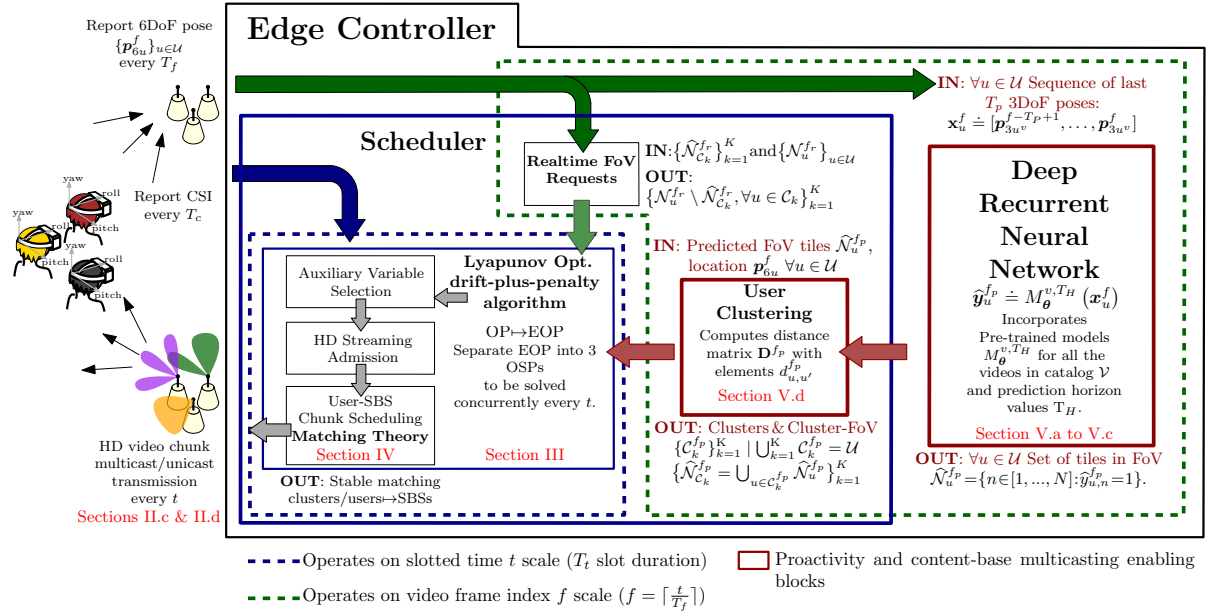 Edge Controller
Report 6DoF pose
{𝒑^f_{6u}}_{u∈𝒰}
every T_f
yaw
roll
pitch
yaw
roll
pitch
yaw
roll
pitch
Report CSI
every T_c
HD video chunk
multicast/unicast
transmission
every t
Sections II.c & II.d
Scheduler
Realtime FoV
Requests
IN:{𝒩̂^{f_r}_{𝒞_k}}^K_{k=1} and {𝒩^{f_r}_u}_{u∈𝒰}
OUT:
{𝒩^{f_r}_u \ 𝒩̂^{f_r}_{𝒞_k}, ∀u ∈ 𝒞_k}^K_{k=1}
Auxiliary Variable
Selection
HD Streaming
Admission
User-SBS
Chunk Scheduling
Matching Theory
Section IV
OUT: Stable matching
clusters/users↦SBSs
Lyapunov Opt.
drift-plus-penalty
algorithm
OP↦EOP
Separate EOP into 3
OSPs
to be solved
concurrently every t.
Section III
IN: Predicted FoV tiles 𝒩̂^{f_p}_u,
location 𝒑^f_{6u} ∀u ∈ 𝒰
User
Clustering
Computes distance
matrix 𝐃^{f_p} with
elements d^{f_p}_{u,u'}
Section V.d
OUT: Clusters & Cluster-FoV
{𝒞^{f_p}_k}^K_{k=1} | ⋃^K_{k=1} 𝒞^{f_p}_k = 𝒰
{𝒩̂^{f_p}_{𝒞_k} = ⋃_{u∈𝒞^{f_p}_k} 𝒩̂^{f_p}_u}^K_{k=1}
IN: ∀u ∈ 𝒰 Sequence of last
T_p 3DoF poses:
𝐱^f_u ≐ [𝒑^{f−T_P+1}_{3u^v}, . . . , 𝒑^f_{3u^v}]
Deep
Recurrent
Neural
Network
𝒚̂^{f_p}_u ≐ M^{v,T_H}_𝜽 (𝒙^f_u)
Incorporates
Pre-trained models
M^{v,T_H}_𝜽 for all the
videos in catalog 𝒱
and prediction horizon
values T_H.
Section V.a to V.c
OUT: ∀u ∈ 𝒰 Set of tiles in FoV
𝒩̂^{f_p}_u = {n∈[1, ..., N]: ŷ^{f_p}_{u,n} = 1}.
Operates on slotted time t scale (T_t slot duration)
Operates on video frame index f scale (f = ⌈t/T_f⌉)
Proactivity and content-base multicasting enabling
blocks